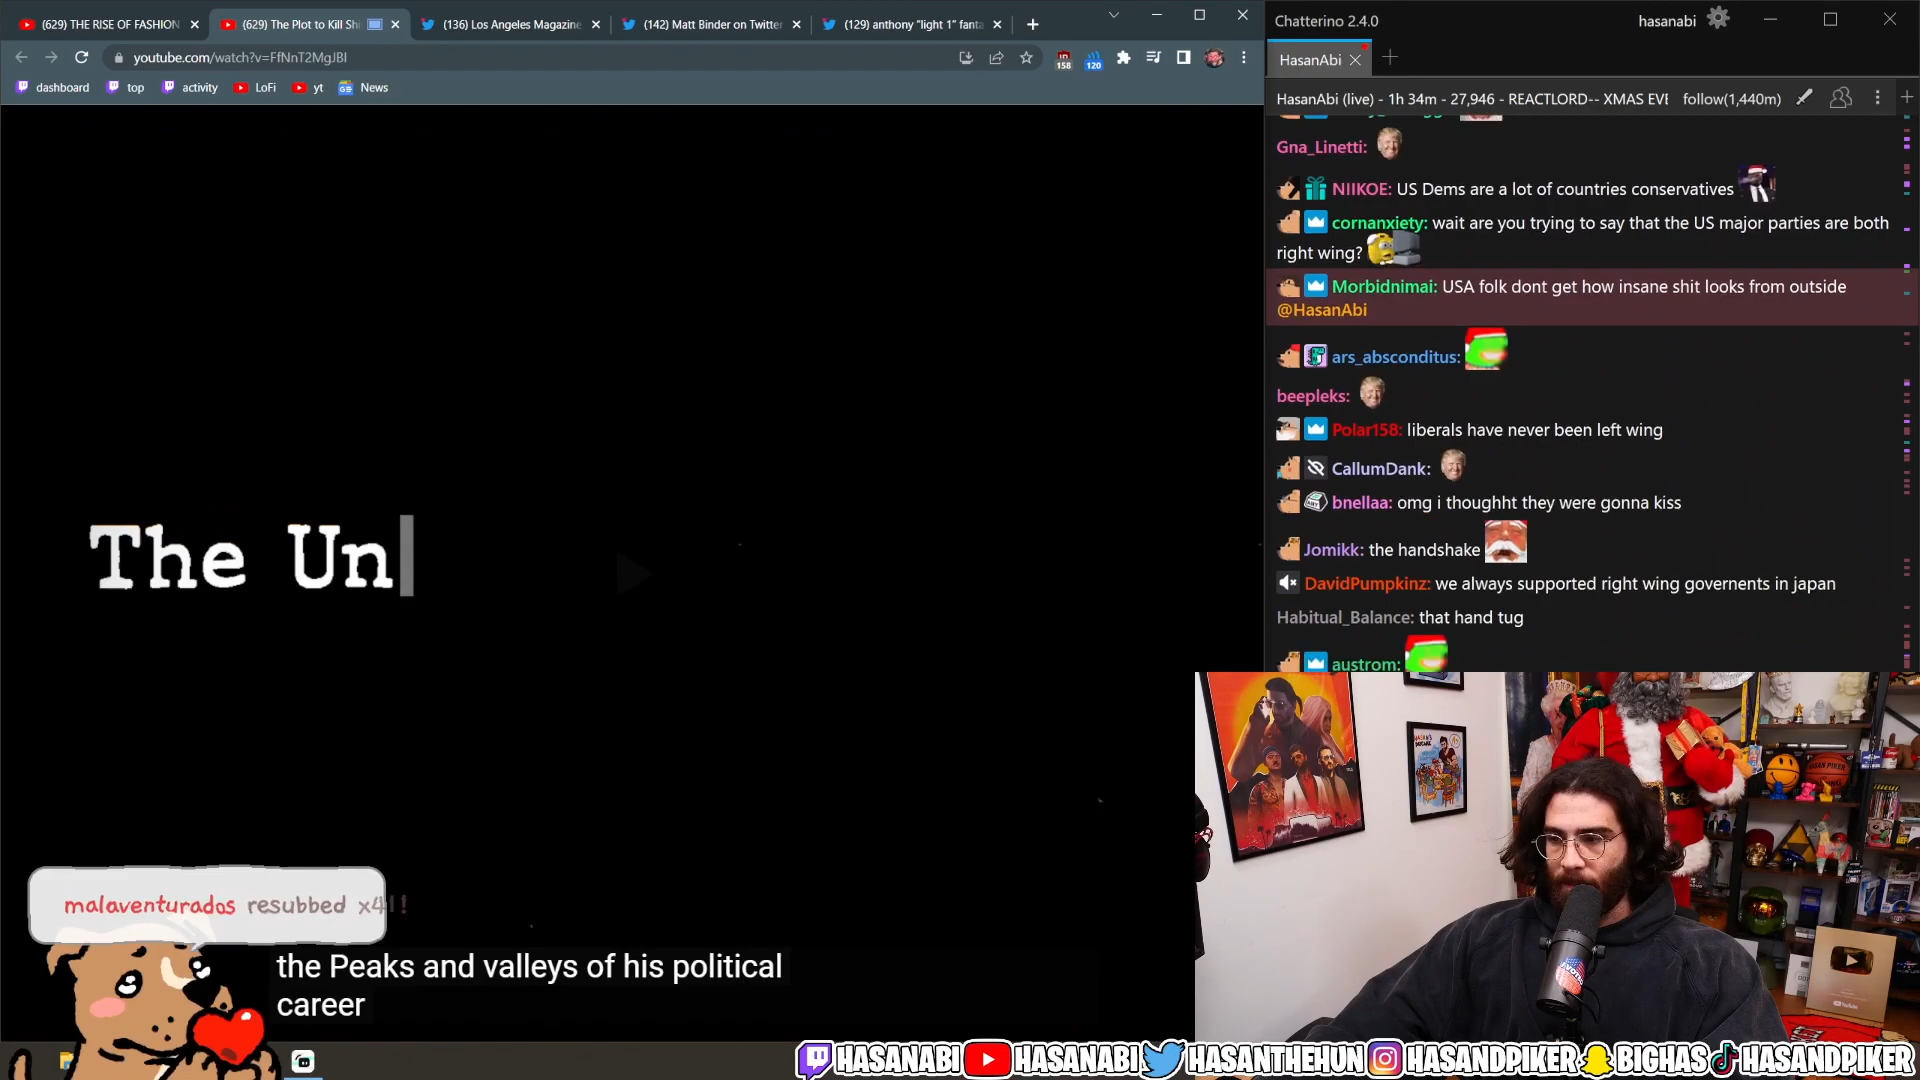 (629) THE RISE OF FASHION
(629) The Plot to Kill Shi
(136) Los Angeles Magazine
(142) Matt Binder on Twitter
(129) anthony "light 1" fanta
youtube.com/watch?v=FfNnT2MgJBI
158
120
dashboard
top
activity
LoFi
yt
News
The Un
malaventurados resubbed x41!
the Peaks and valleys of his political
career
Chatterino 2.4.0
hasanabi
HasanAbi
HasanAbi (live) - 1h 34m - 27,946 - REACTLORD-- XMAS EVE
follow(1,440m)
Gna_Linetti:
NIIKOE: US Dems are a lot of countries conservatives
cornanxiety: wait are you trying to say that the US major parties are both
right wing?
Morbidnimai: USA folk dont get how insane shit looks from outside
@HasanAbi
ars_absconditus:
beepleks:
Polar158: liberals have never been left wing
CallumDank:
bnellaa: omg i thoughht they were gonna kiss
Jomikk: the handshake
DavidPumpkinz: we always supported right wing governents in japan
Habitual_Balance: that hand tug
austrom:
HASANABI HASANABI HASANTHEHUN HASANDPIKER BIGHAS HASANDPIKER